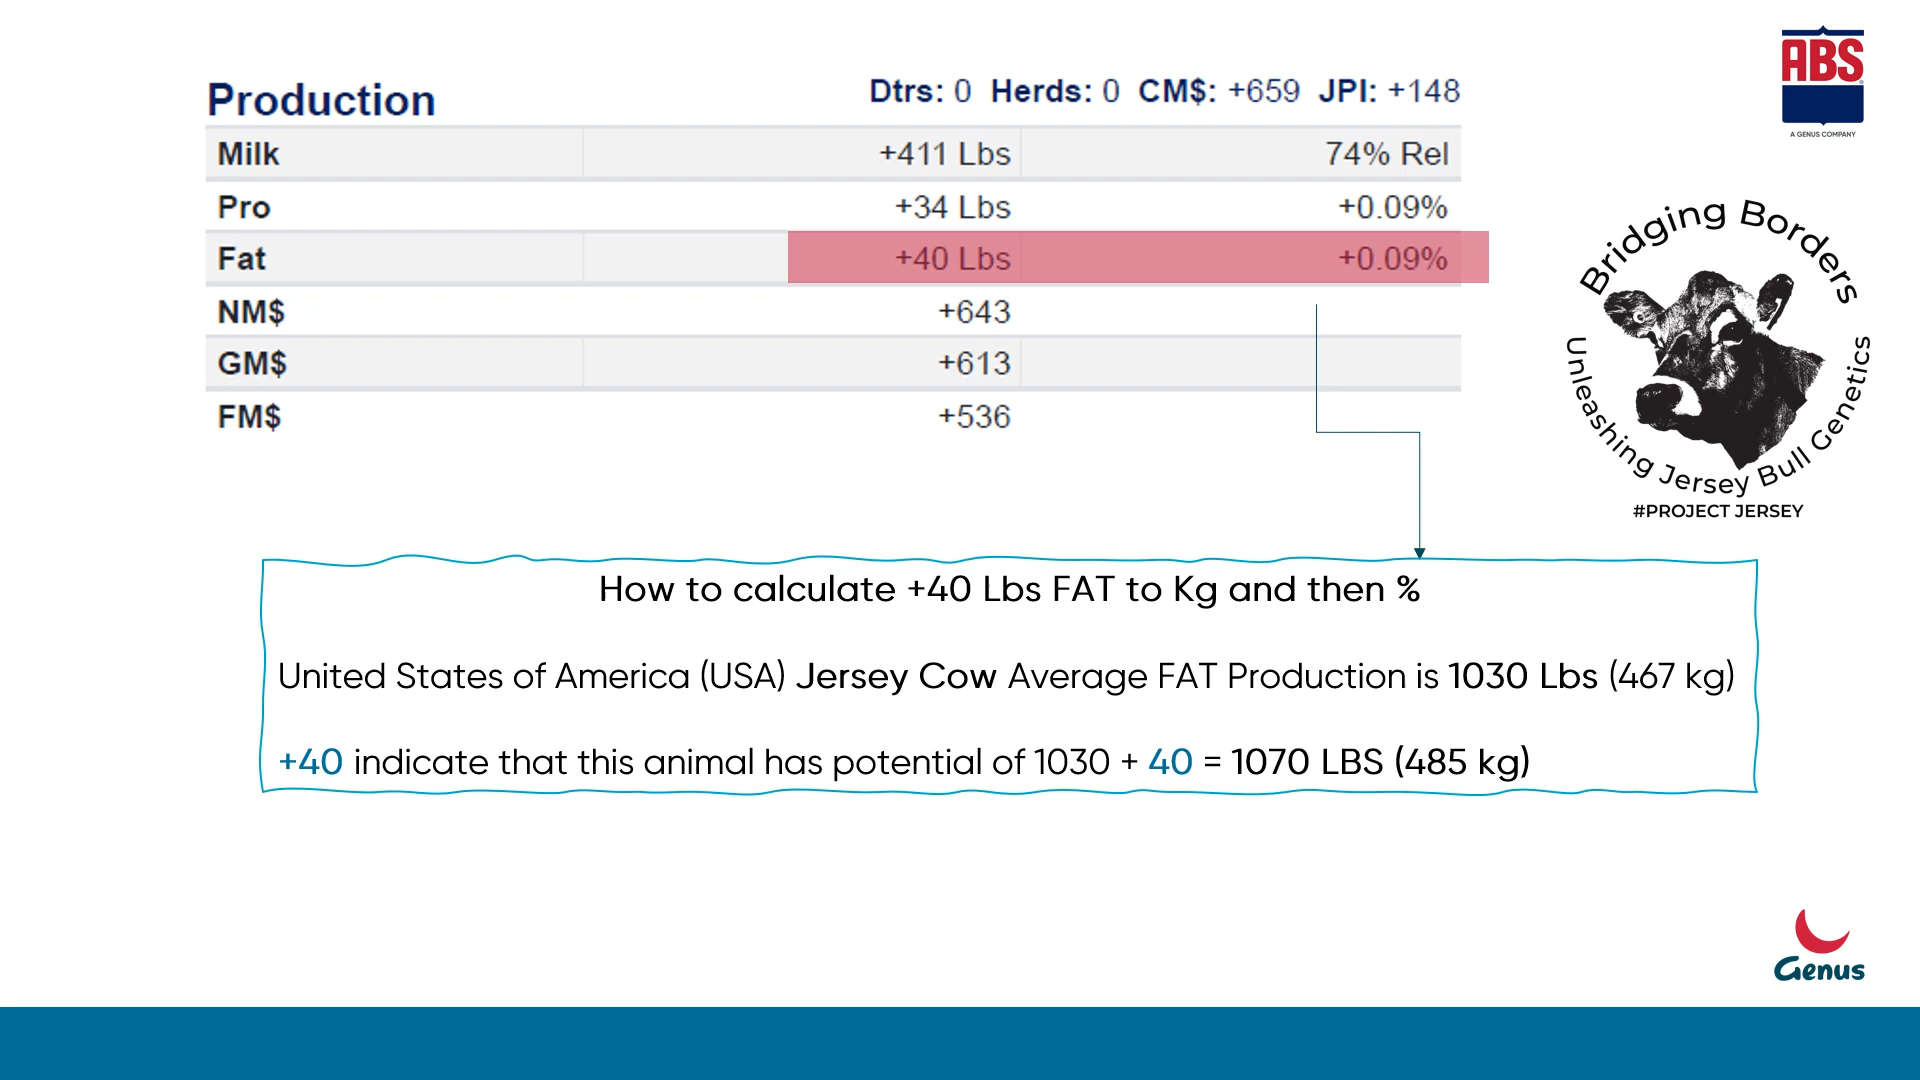 Production
Dtrs: 0 Herds: 0 CM$: +659 JPI: +148
Milk +411 Lbs 74% Rel
Pro +34 Lbs +0.09%
Fat +40 Lbs +0.09%
NM$ +643
GM$ +613
FM$ +536
ABS
A GENUS COMPANY
Bridging Borders
Unleashing Jersey Bull Genetics
#PROJECT JERSEY
How to calculate +40 Lbs FAT to Kg and then %
United States of America (USA) Jersey Cow Average FAT Production is 1030 Lbs (467 kg)
+40 indicate that this animal has potential of 1030 + 40 = 1070 LBS (485 kg)
Genus